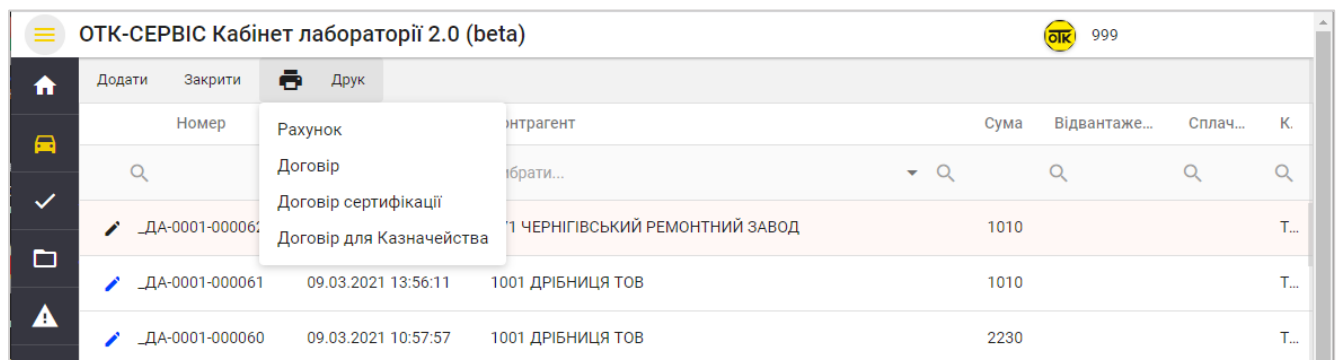 ОТК-СЕРВІС Кабінет лабораторії 2.0 (beta) ОТК 999
Додати Закрити Друк
Номер онтрагент Сума Відвантаже... Сплач... К.
Рахунок
Договір
ибрати...
Договір сертифікації
Договір для Казначейства
_ДА-0001-00006 71 ЧЕРНІГІВСЬКИЙ РЕМОНТНИЙ ЗАВОД 1010 Т...
_ДА-0001-000061 09.03.2021 13:56:11 1001 ДРІБНИЦЯ ТОВ 1010 Т...
_ДА-0001-000060 09.03.2021 10:57:57 1001 ДРІБНИЦЯ ТОВ 2230 Т...